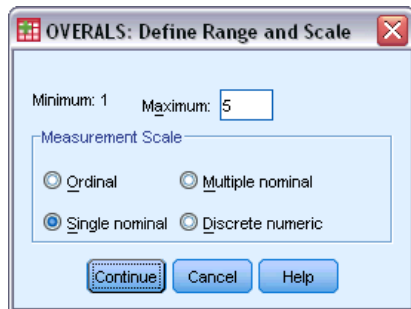 OVERALS: Define Range and Scale
Minimum: 1 Maximum: 5
Measurement Scale
Ordinal Multiple nominal
Single nominal Discrete numeric
Continue Cancel Help